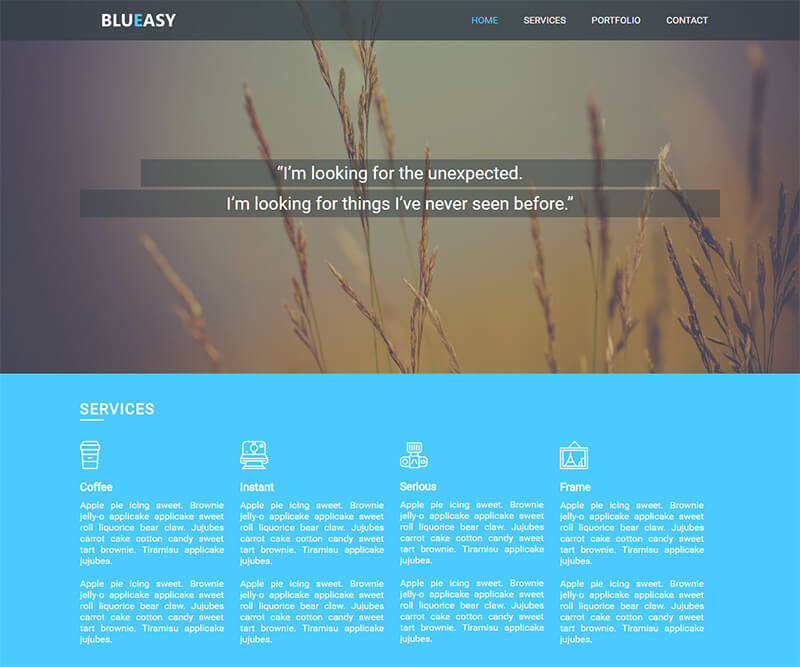 BLUEASY
HOME SERVICES PORTFOLIO CONTACT
“I’m looking for the unexpected.
I’m looking for things I’ve never seen before.”
SERVICES
Coffee
Apple pie icing sweet. Brownie
jelly-o applicake applicake sweet
roll liquorice bear claw. Jujubes
carrot cake cotton candy sweet
tart brownie. Tiramisu applicake
jujubes.
Apple pie icing sweet. Brownie
jelly-o applicake applicake sweet
roll liquorice bear claw. Jujubes
carrot cake cotton candy sweet
tart brownie. Tiramisu applicake
jujubes.
Instant
Apple pie icing sweet. Brownie
jelly-o applicake applicake sweet
roll liquorice bear claw. Jujubes
carrot cake cotton candy sweet
tart brownie. Tiramisu applicake
jujubes.
Apple pie icing sweet. Brownie
jelly-o applicake applicake sweet
roll liquorice bear claw. Jujubes
carrot cake cotton candy sweet
tart brownie. Tiramisu applicake
jujubes.
Serious
Apple pie icing sweet. Brownie
jelly-o applicake applicake sweet
roll liquorice bear claw. Jujubes
carrot cake cotton candy sweet
tart brownie. Tiramisu applicake
jujubes.
Apple pie icing sweet. Brownie
jelly-o applicake applicake sweet
roll liquorice bear claw. Jujubes
carrot cake cotton candy sweet
tart brownie. Tiramisu applicake
jujubes.
Frame
Apple pie icing sweet. Brownie
jelly-o applicake applicake sweet
roll liquorice bear claw. Jujubes
carrot cake cotton candy sweet
tart brownie. Tiramisu applicake
jujubes.
Apple pie icing sweet. Brownie
jelly-o applicake applicake sweet
roll liquorice bear claw. Jujubes
carrot cake cotton candy sweet
tart brownie. Tiramisu applicake
jujubes.